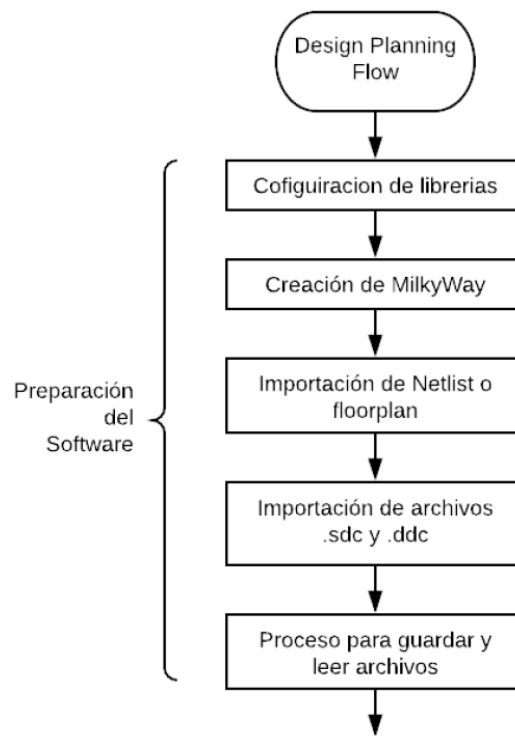 Design Planning
Flow
Cofiguiracion de librerias
Creación de MilkyWay
Importación de Netlist o
floorplan
Preparación
del
Software
Importación de archivos
.sdc y .ddc
Proceso para guardar y
leer archivos